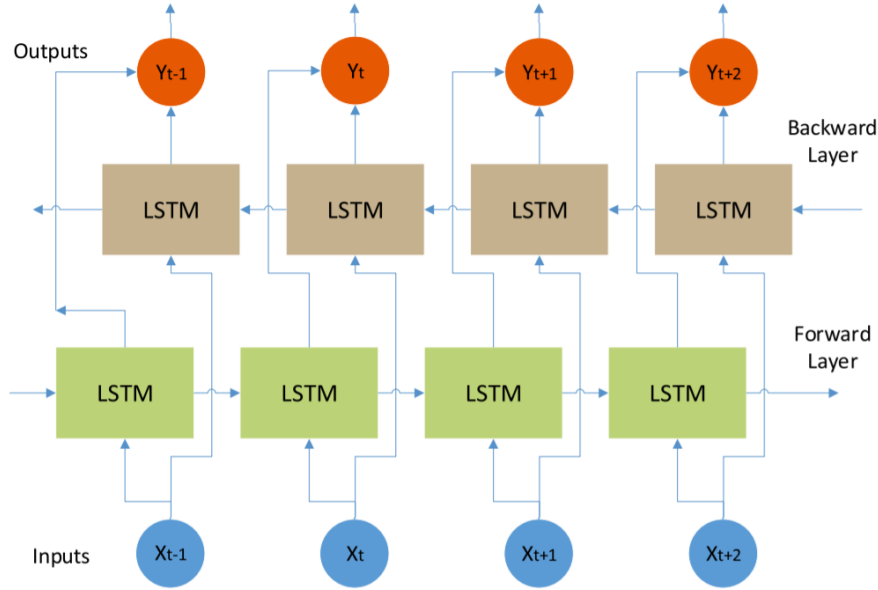 Outputs
Yt-1
Yt
Yt+1
Yt+2
Backward
Layer
LSTM
LSTM
LSTM
LSTM
Forward
Layer
LSTM
LSTM
LSTM
LSTM
Inputs
Xt-1
Xt
Xt+1
Xt+2